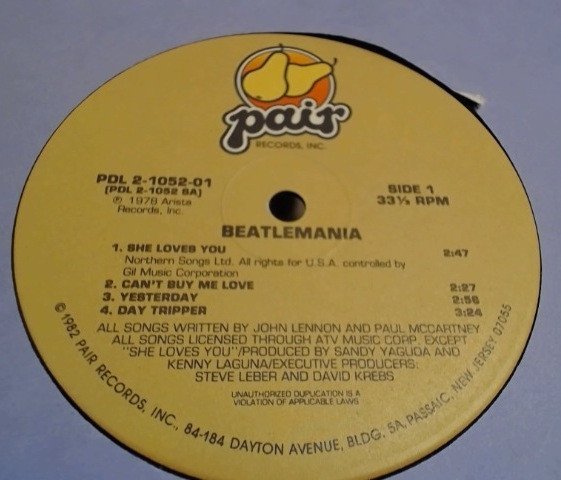 pair
RECORDS, INC.
PDL 2-1052-01
[PDL 2-1052 SA]
℗ 1978 Arista
Records, Inc.
SIDE 1
33⅓ RPM
BEATLEMANIA
1. SHE LOVES YOU 2:47
Northern Songs Ltd. All rights for U.S.A. controlled by
Gil Music Corporation
2. CAN'T BUY ME LOVE 2:27
3. YESTERDAY 2:56
4. DAY TRIPPER 3:24
ALL SONGS WRITTEN BY JOHN LENNON AND PAUL McCARTNEY
ALL SONGS LICENSED THROUGH ATV MUSIC CORP. EXCEPT
"SHE LOVES YOU"/PRODUCED BY SANDY YAGUDA AND
KENNY LAGUNA/EXECUTIVE PRODUCERS:
STEVE LEBER AND DAVID KREBS
UNAUTHORIZED DUPLICATION IS A
VIOLATION OF APPLICABLE LAWS
© 1982 PAIR RECORDS, INC., 84-184 DAYTON AVENUE, BLDG. 5A, PASSAIC, NEW JERSEY 07055